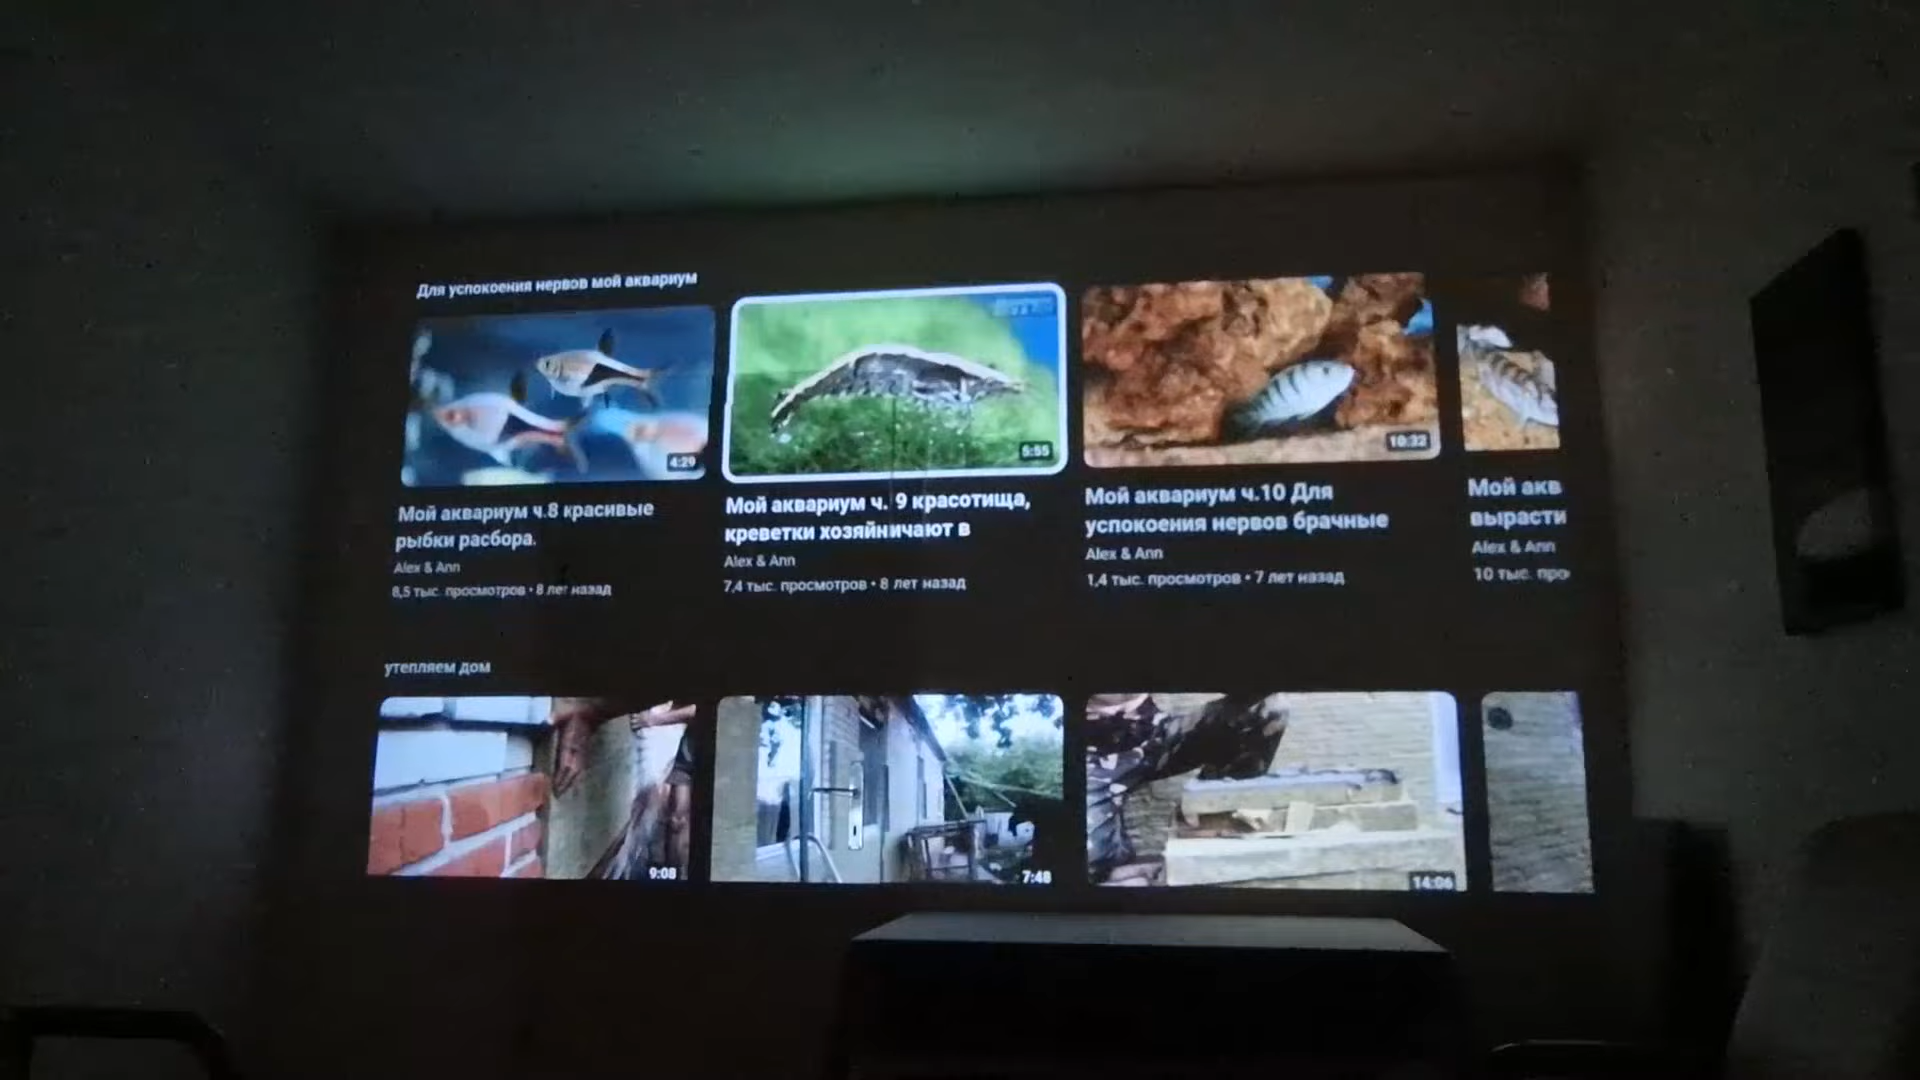 Для успокоения нервов мой аквариум
4:29
5:55
10:32
Мой аквариум ч.8 красивые
рыбки расбора.
Alex & Ann
8,5 тыс. просмотров • 8 лет назад
Мой аквариум ч. 9 красотища,
креветки хозяйничают в
Alex & Ann
7,4 тыс. просмотров • 8 лет назад
Мой аквариум ч.10 Для
успокоения нервов брачные
Alex & Ann
1,4 тыс. просмотров • 7 лет назад
Мой акв
вырасти
Alex & Ann
10 тыс. про
утепляем дом
9:08
7:48
14:06